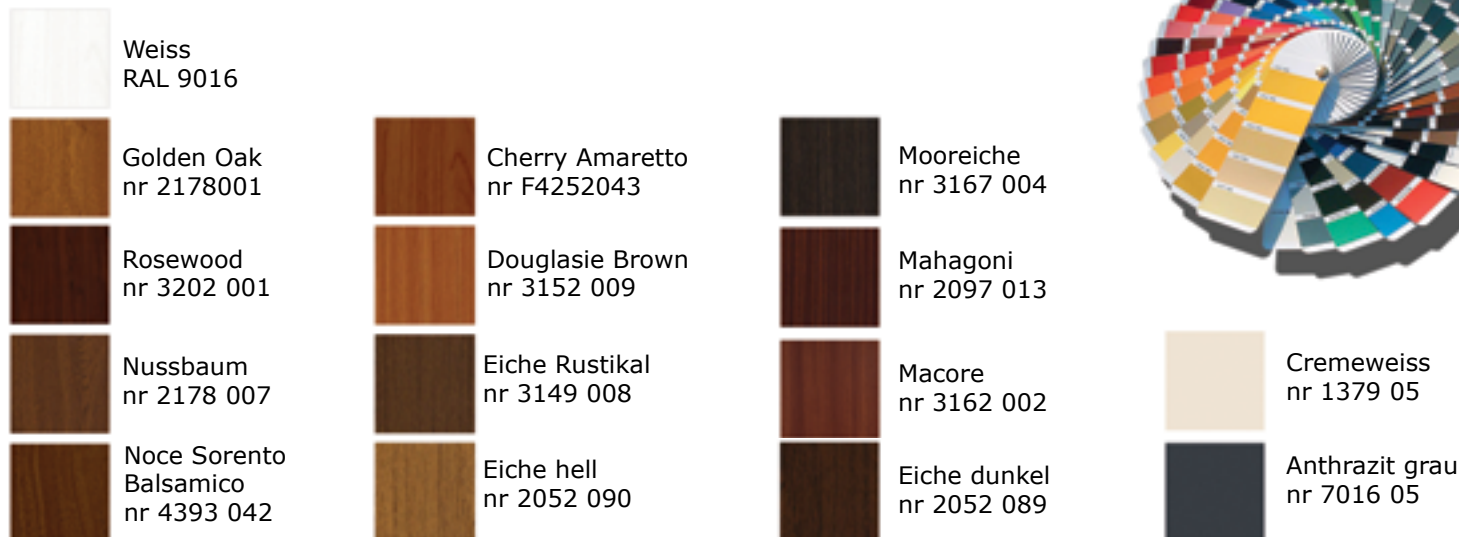 Weiss
RAL 9016
Golden Oak
nr 2178001
Rosewood
nr 3202 001
Nussbaum
nr 2178 007
Noce Sorento
Balsamico
nr 4393 042
Cherry Amaretto
nr F4252043
Douglasie Brown
nr 3152 009
Eiche Rustikal
nr 3149 008
Eiche hell
nr 2052 090
Mooreiche
nr 3167 004
Mahagoni
nr 2097 013
Macore
nr 3162 002
Eiche dunkel
nr 2052 089
Cremeweiss
nr 1379 05
Anthrazit grau
nr 7016 05